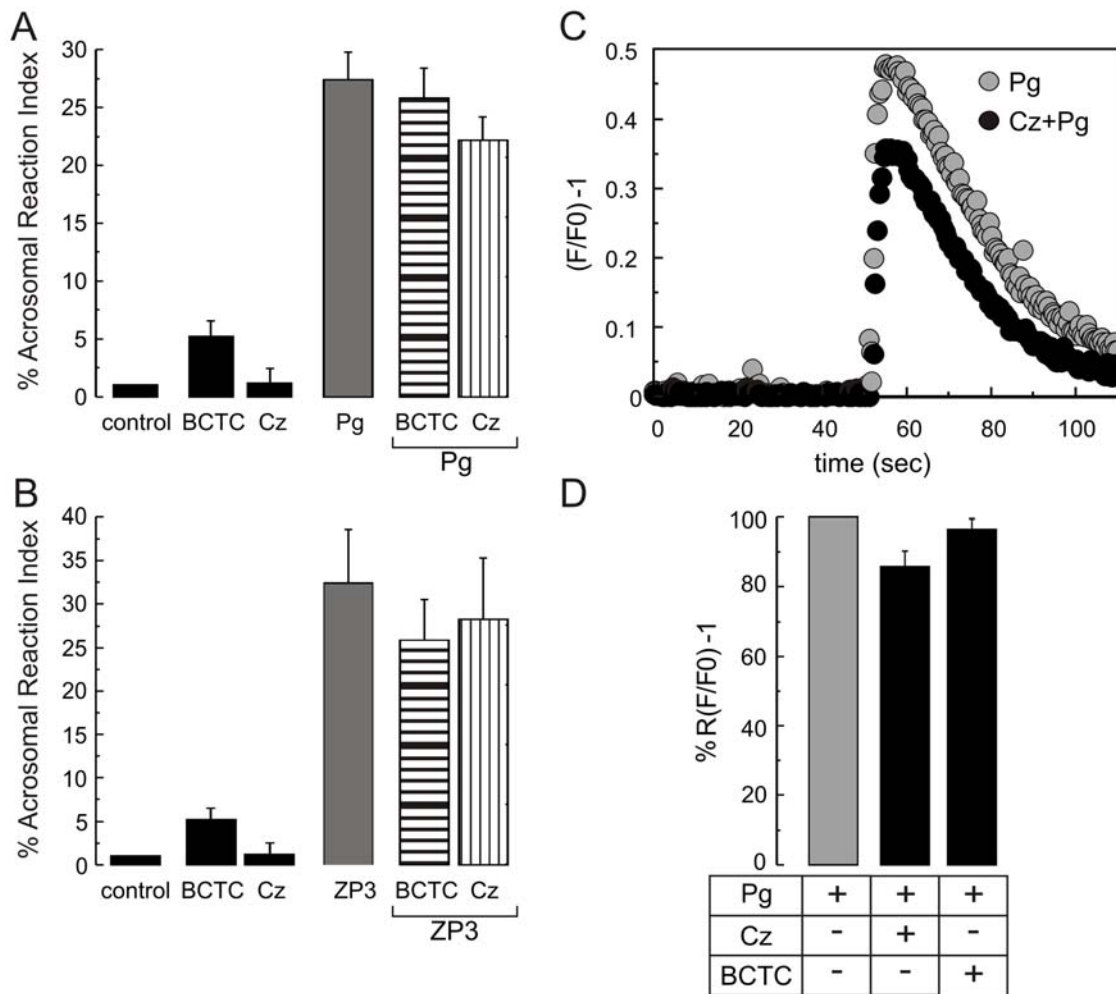 A
% Acrosomal Reaction Index
30
25
20
15
10
5
0
control BCTC Cz Pg BCTC Cz
Pg
B
% Acrosomal Reaction Index
40
35
30
25
20
15
10
5
0
control BCTC Cz ZP3 BCTC Cz
ZP3
C
(F/F0) -1
0.5
0.4
0.3
0.2
0.1
0
Pg
Cz+Pg
0 20 40 60 80 100
time (sec)
D
%R(F/F0) -1
100
80
60
40
20
0
Pg + + +
Cz - + -
BCTC - - +